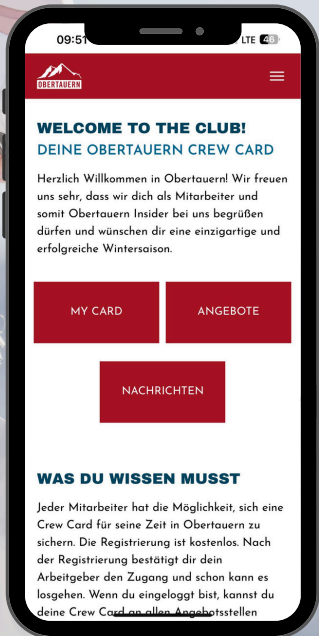 09:51
LTE 46
OBERTAUERN
WELCOME TO THE CLUB!
DEINE OBERTAUERN CREW CARD
Herzlich Willkommen in Obertauern! Wir freuen
uns sehr, dass wir dich als Mitarbeiter und
somit Obertauern Insider bei uns begrüßen
dürfen und wünschen dir eine einzigartige und
erfolgreiche Wintersaison.
MY CARD
ANGEBOTE
NACHRICHTEN
WAS DU WISSEN MUSST
Jeder Mitarbeiter hat die Möglichkeit, sich eine
Crew Card für seine Zeit in Obertauern zu
sichern. Die Registrierung ist kostenlos. Nach
der Registrierung bestätigt dir dein
Arbeitgeber den Zugang und schon kann es
losgehen. Wenn du eingeloggt bist, kannst du
deine Crew Card an allen Angebotsstellen